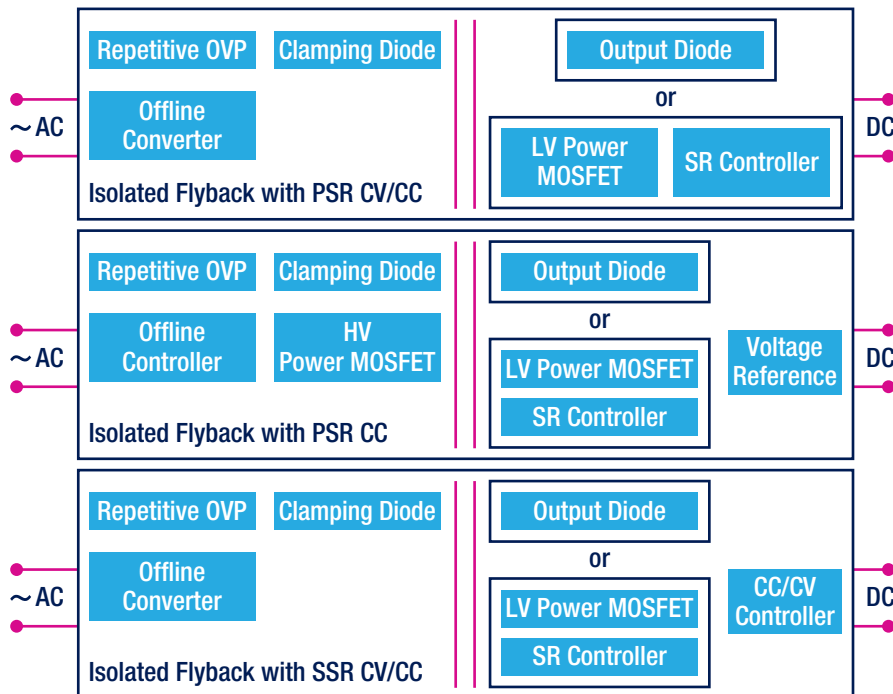 Repetitive OVP
Clamping Diode
Output Diode
or
Offline
Converter
~ AC
DC
LV Power
MOSFET
SR Controller
Isolated Flyback with PSR CV/CC
Repetitive OVP
Clamping Diode
Output Diode
or
Offline
Controller
HV
Power MOSFET
~ AC
DC
LV Power MOSFET
SR Controller
Voltage
Reference
Isolated Flyback with PSR CC
Repetitive OVP
Clamping Diode
Output Diode
or
Offline
Converter
~ AC
DC
LV Power MOSFET
SR Controller
CC/CV
Controller
Isolated Flyback with SSR CV/CC